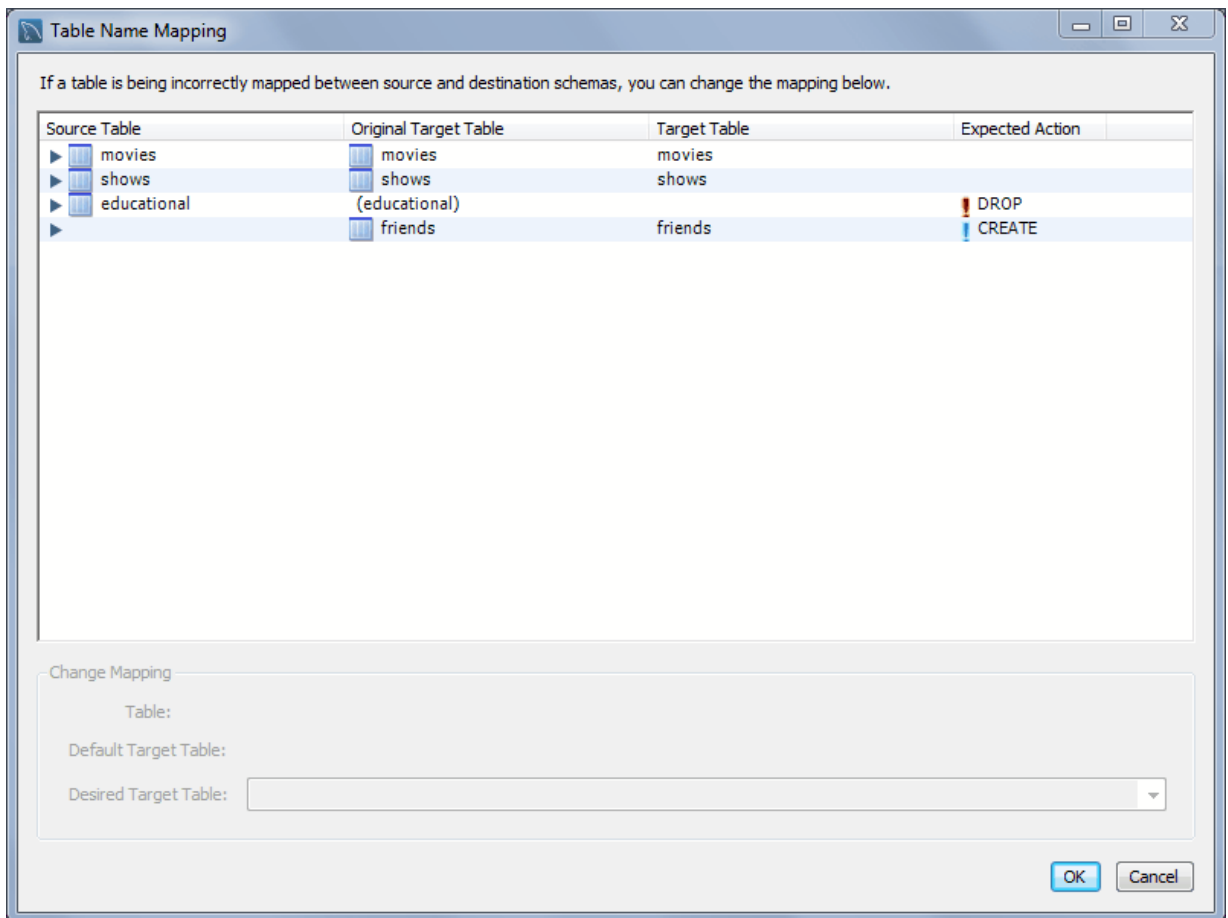 Table Name Mapping
If a table is being incorrectly mapped between source and destination schemas, you can change the mapping below.
Source Table Original Target Table Target Table Expected Action
movies movies movies
shows shows shows
educational (educational) DROP
friends friends CREATE
Change Mapping
Table:
Default Target Table:
Desired Target Table:
OK Cancel